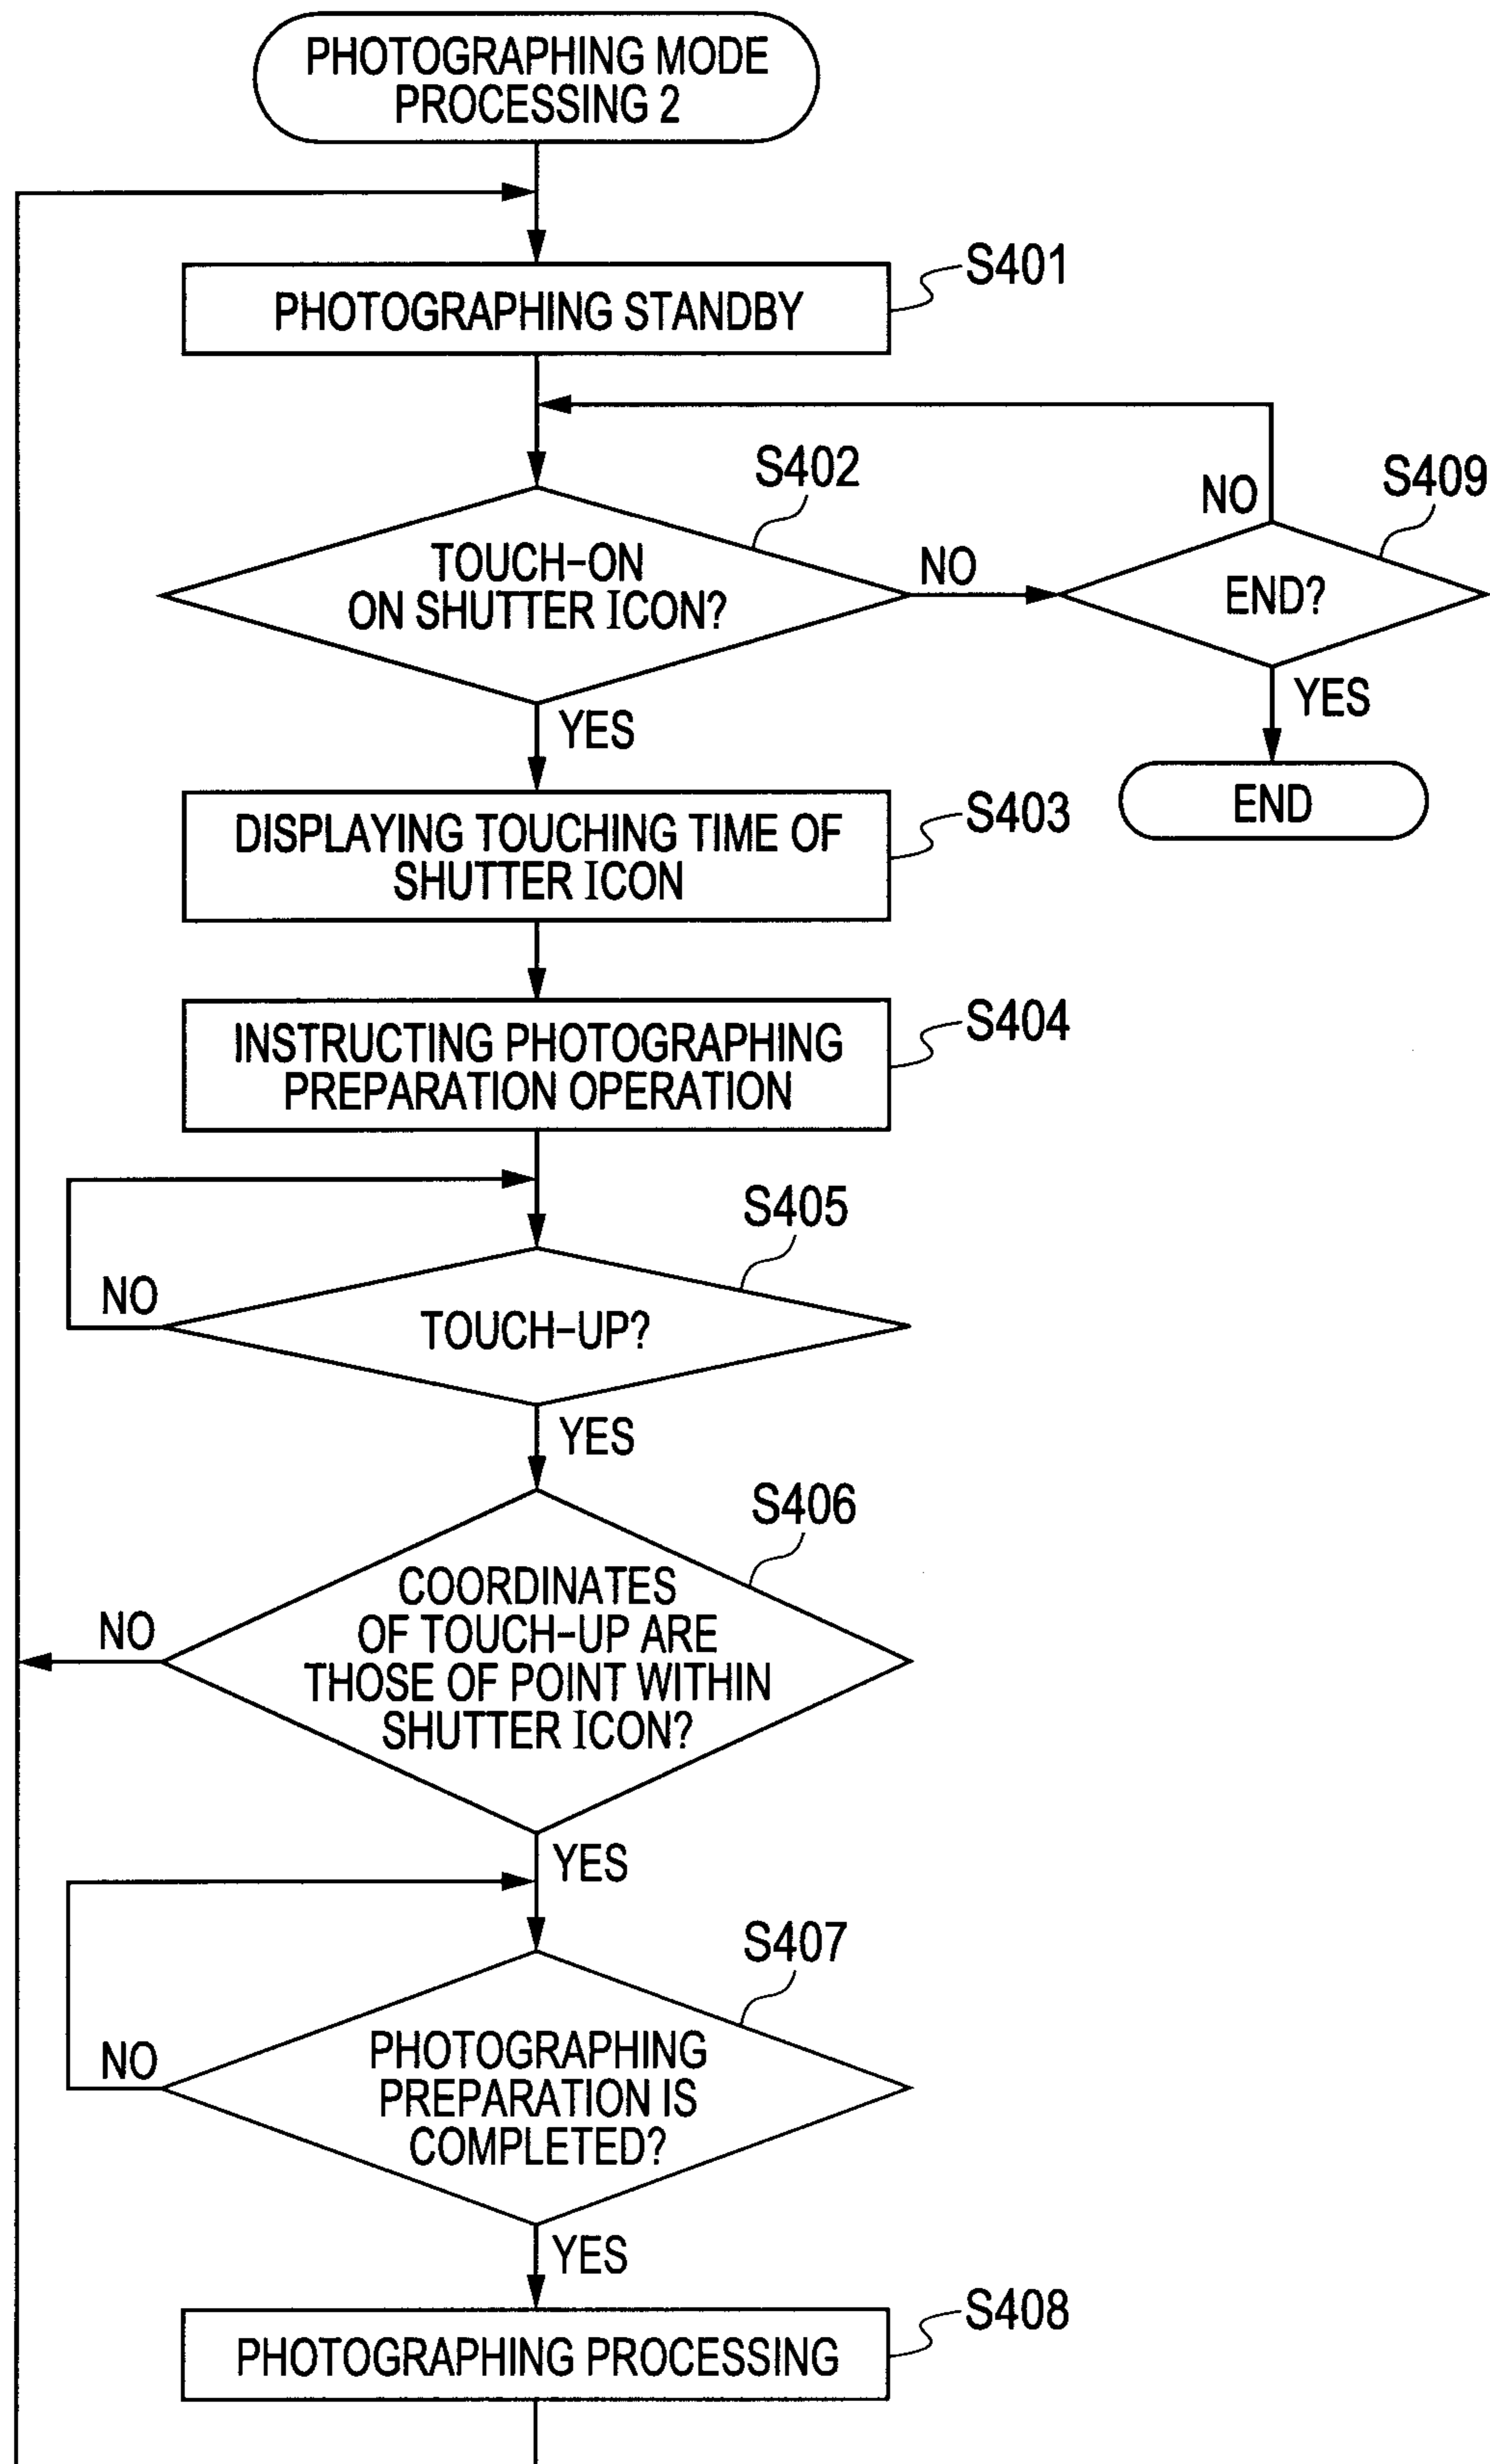 PHOTOGRAPHING MODE
PROCESSING 2
S401
PHOTOGRAPHING STANDBY
S402
TOUCH-ON
ON SHUTTER ICON?
NO
NO
S409
END?
YES
YES
END
S403
DISPLAYING TOUCHING TIME OF
SHUTTER ICON
S404
INSTRUCTING PHOTOGRAPHING
PREPARATION OPERATION
S405
NO
TOUCH-UP?
YES
S406
NO
COORDINATES
OF TOUCH-UP ARE
THOSE OF POINT WITHIN
SHUTTER ICON?
YES
S407
NO
PHOTOGRAPHING
PREPARATION IS
COMPLETED?
YES
S408
PHOTOGRAPHING PROCESSING